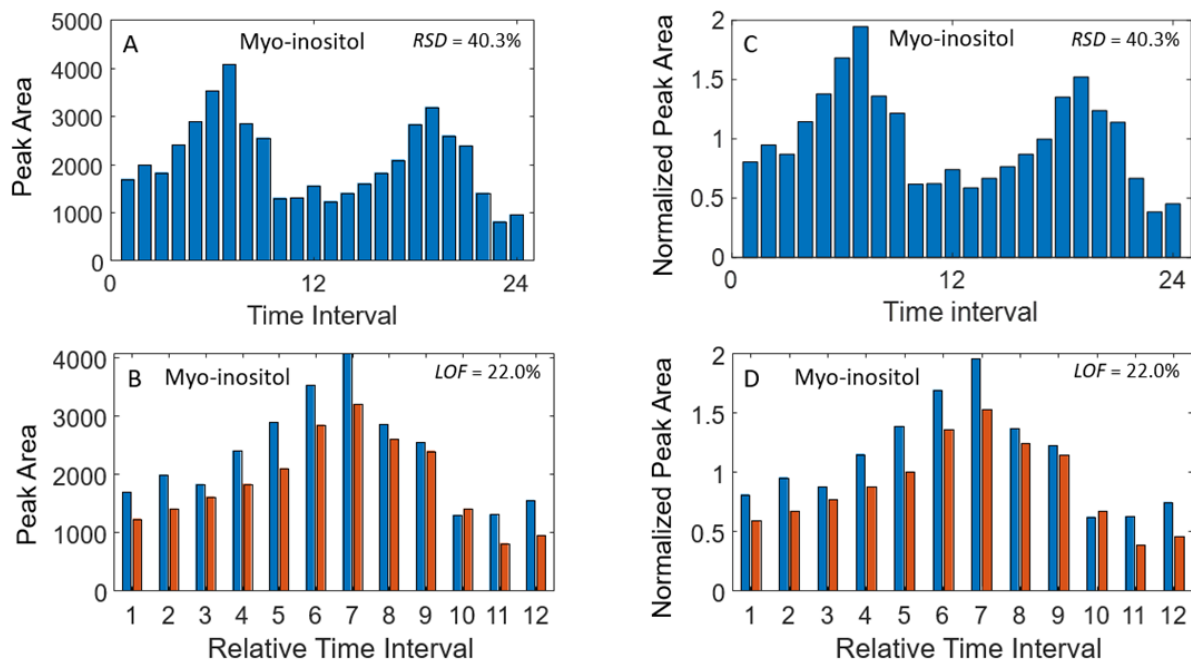 A
Myo-inositol
RSD = 40.3%
Peak Area
5000
4000
3000
2000
1000
0
0
12
24
Time Interval
C
Myo-inositol
RSD = 40.3%
Normalized Peak Area
2
1.5
1
0.5
0
0
12
24
Time interval
B
Myo-inositol
LOF = 22.0%
Peak Area
4000
3000
2000
1000
0
1 2 3 4 5 6 7 8 9 10 11 12
Relative Time Interval
D
Myo-inositol
LOF = 22.0%
Normalized Peak Area
2
1.5
1
0.5
0
1 2 3 4 5 6 7 8 9 10 11 12
Relative Time Interval